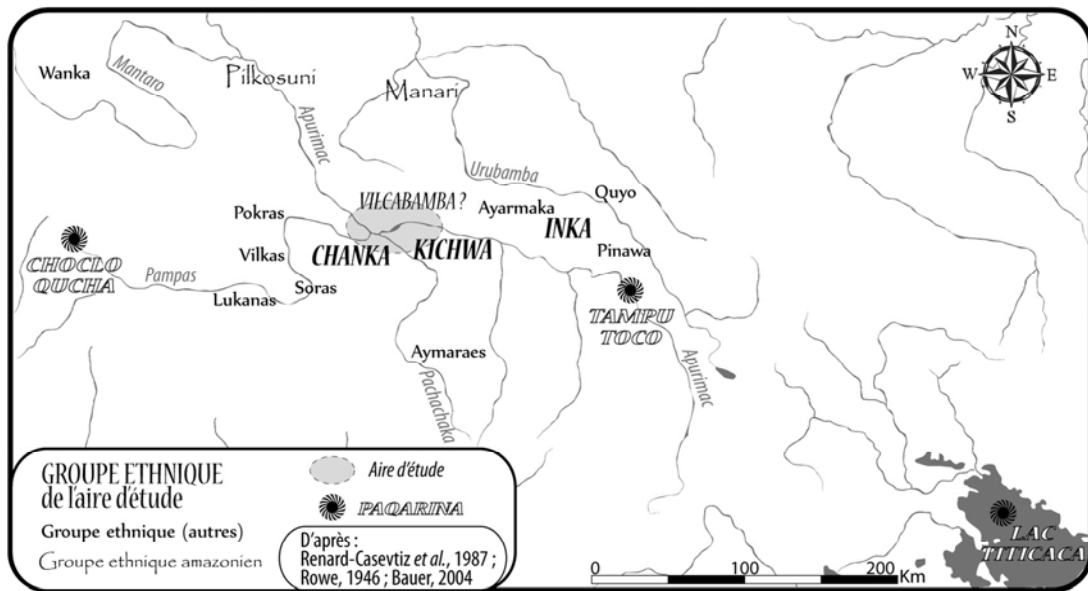 N
W
E
S
Wanka
Mantaro
Pilkosuni
Manari
Apurimac
Urubamba
Quyo
VILCABAMBA ?
Ayarmaka
Pokras
INKA
Vilkas
CHANKA
KICHWA
Pinawa
CHOCLO
QUCHA
Pampas
Soras
Lukanas
TAMPU
TOCO
Aymaraes
Apurimac
Pachachaka
GROUPE ETHNIQUE
de l'aire d'étude
Groupe ethnique (autres)
Groupe ethnique amazonien
Aire d'étude
PAQARINA
D'après :
Renard-Casevtiz et al., 1987 ;
Rowe, 1946 ; Bauer, 2004
LAC
TITICACA
0 100 200 Km